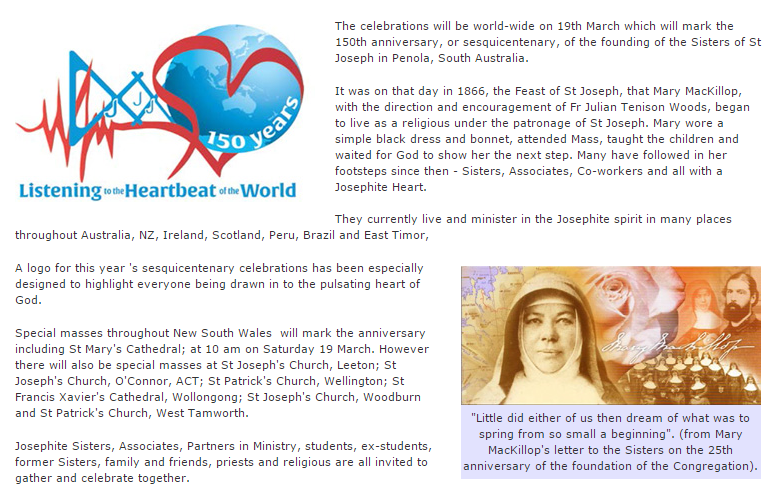 The celebrations will be world-wide on 19th March which will mark the
150th anniversary, or sesquicentenary, of the founding of the Sisters of St
Joseph in Penola, South Australia.
It was on that day in 1866, the Feast of St Joseph, that Mary MacKillop,
with the direction and encouragement of Fr Julian Tenison Woods, began
to live as a religious under the patronage of St Joseph. Mary wore a
simple black dress and bonnet, attended Mass, taught the children and
waited for God to show her the next step. Many have followed in her
footsteps since then - Sisters, Associates, Co-workers and all with a
Josephite Heart.
JJJ
150 years
Listening to the Heartbeat of the World
They currently live and minister in the Josephite spirit in many places
throughout Australia, NZ, Ireland, Scotland, Peru, Brazil and East Timor,
A logo for this year 's sesquicentenary celebrations has been especially
designed to highlight everyone being drawn in to the pulsating heart of
God.
Special masses throughout New South Wales  will mark the anniversary
including St Mary's Cathedral; at 10 am on Saturday 19 March. However
there will also be special masses at St Joseph's Church, Leeton; St
Joseph's Church, O'Connor, ACT; St Patrick's Church, Wellington; St
Francis Xavier's Cathedral, Wollongong; St Joseph's Church, Woodburn
and St Patrick's Church, West Tamworth.
Josephite Sisters, Associates, Partners in Ministry, students, ex-students,
former Sisters, family and friends, priests and religious are all invited to
gather and celebrate together.
Mary MacKillop
"Little did either of us then dream of what was to
spring from so small a beginning". (from Mary
MacKillop's letter to the Sisters on the 25th
anniversary of the foundation of the Congregation).